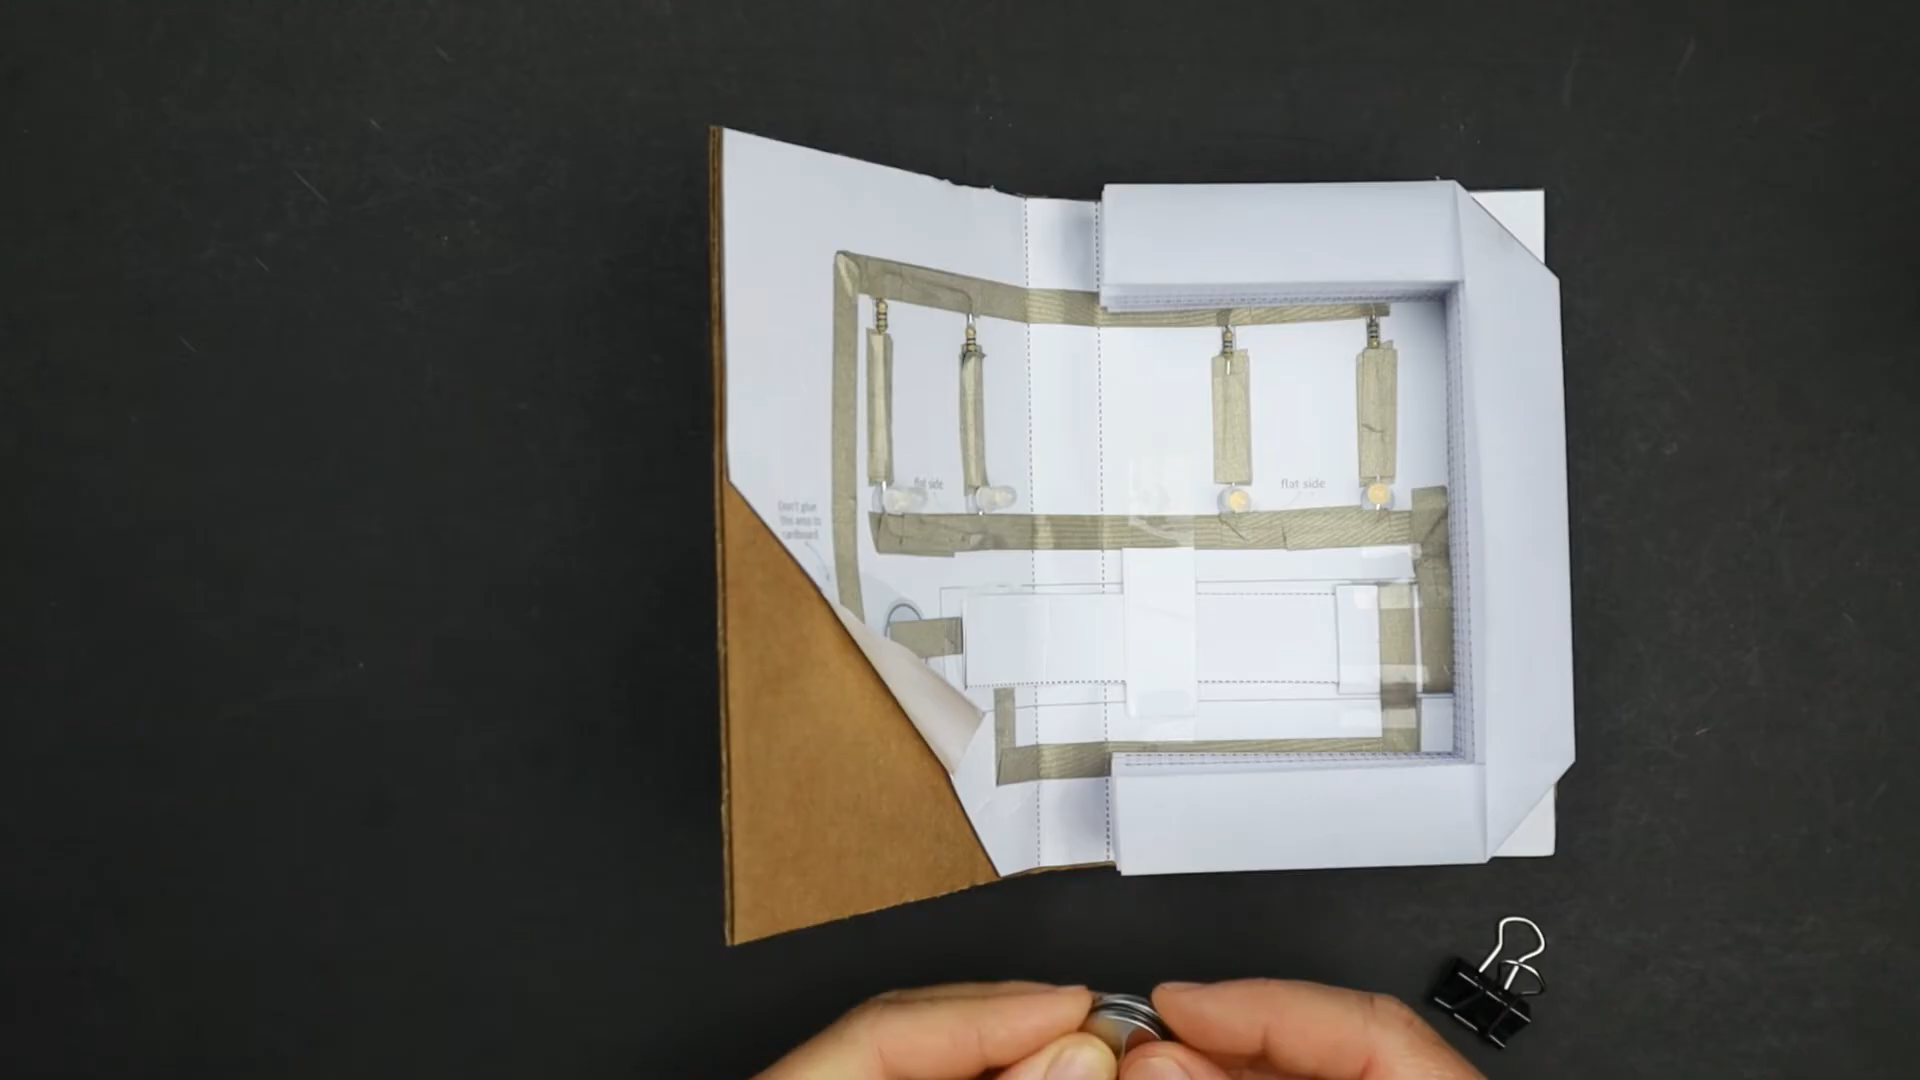 flat side
flat side
Don't glue
this area to
cardboard